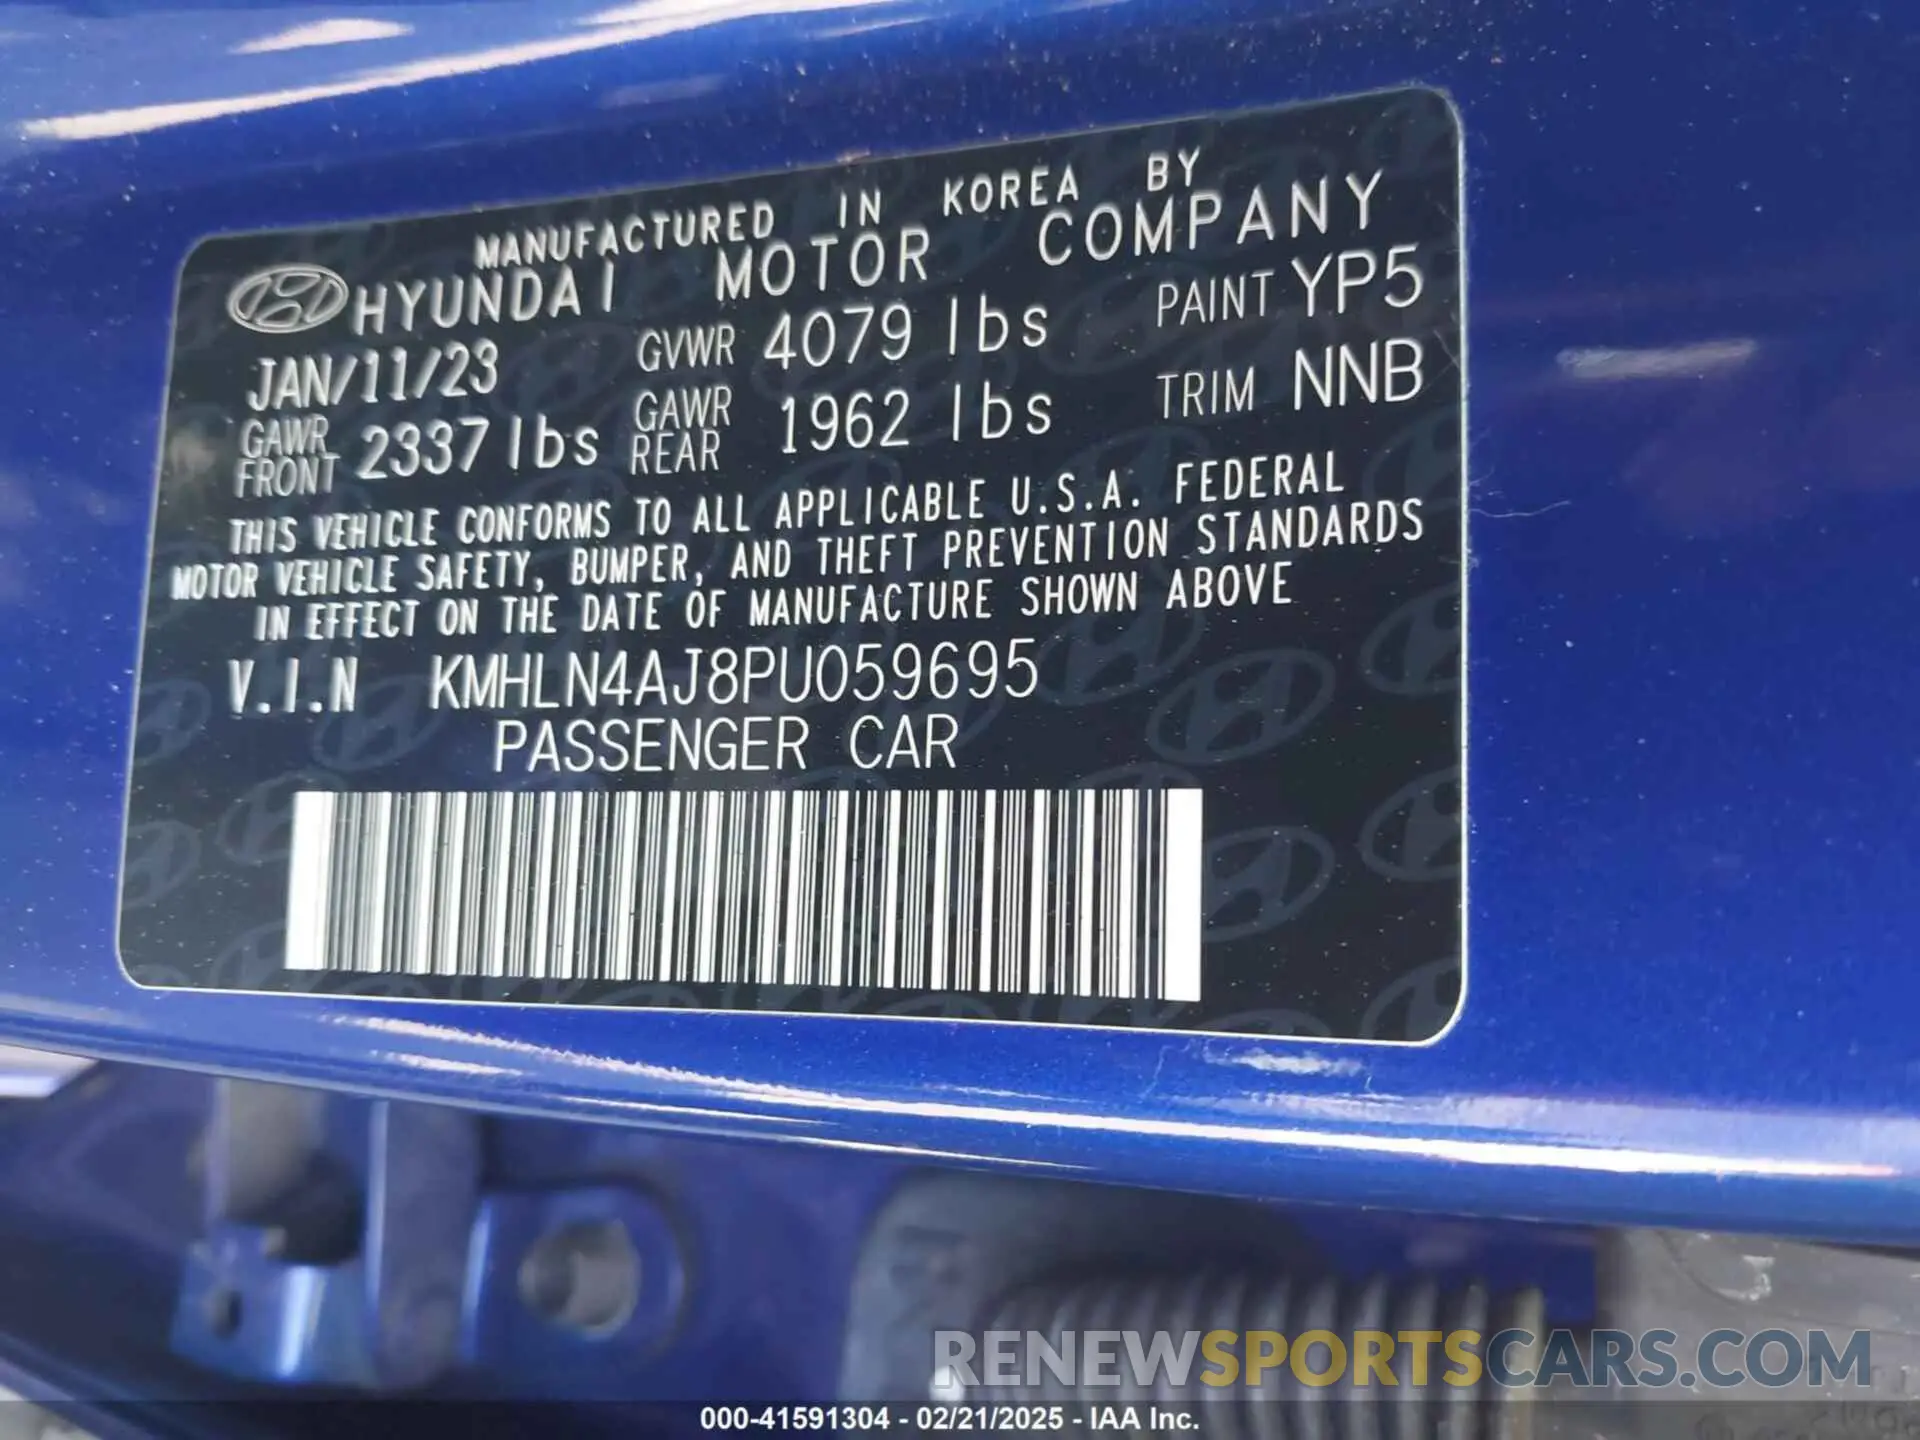 MANUFACTURED IN KOREA BY
HYUNDAI MOTOR COMPANY
JAN/11/23 GVWR 4079 lbs PAINT YP5
GAWR FRONT 2337 lbs GAWR REAR 1962 lbs TRIM NNB
THIS VEHICLE CONFORMS TO ALL APPLICABLE U.S.A. FEDERAL
MOTOR VEHICLE SAFETY, BUMPER, AND THEFT PREVENTION STANDARDS
IN EFFECT ON THE DATE OF MANUFACTURE SHOWN ABOVE
V.I.N KMHLN4AJ8PU059695
PASSENGER CAR
RENEWSPORTSCARS.COM
000-41591304 - 02/21/2025 - IAA Inc.